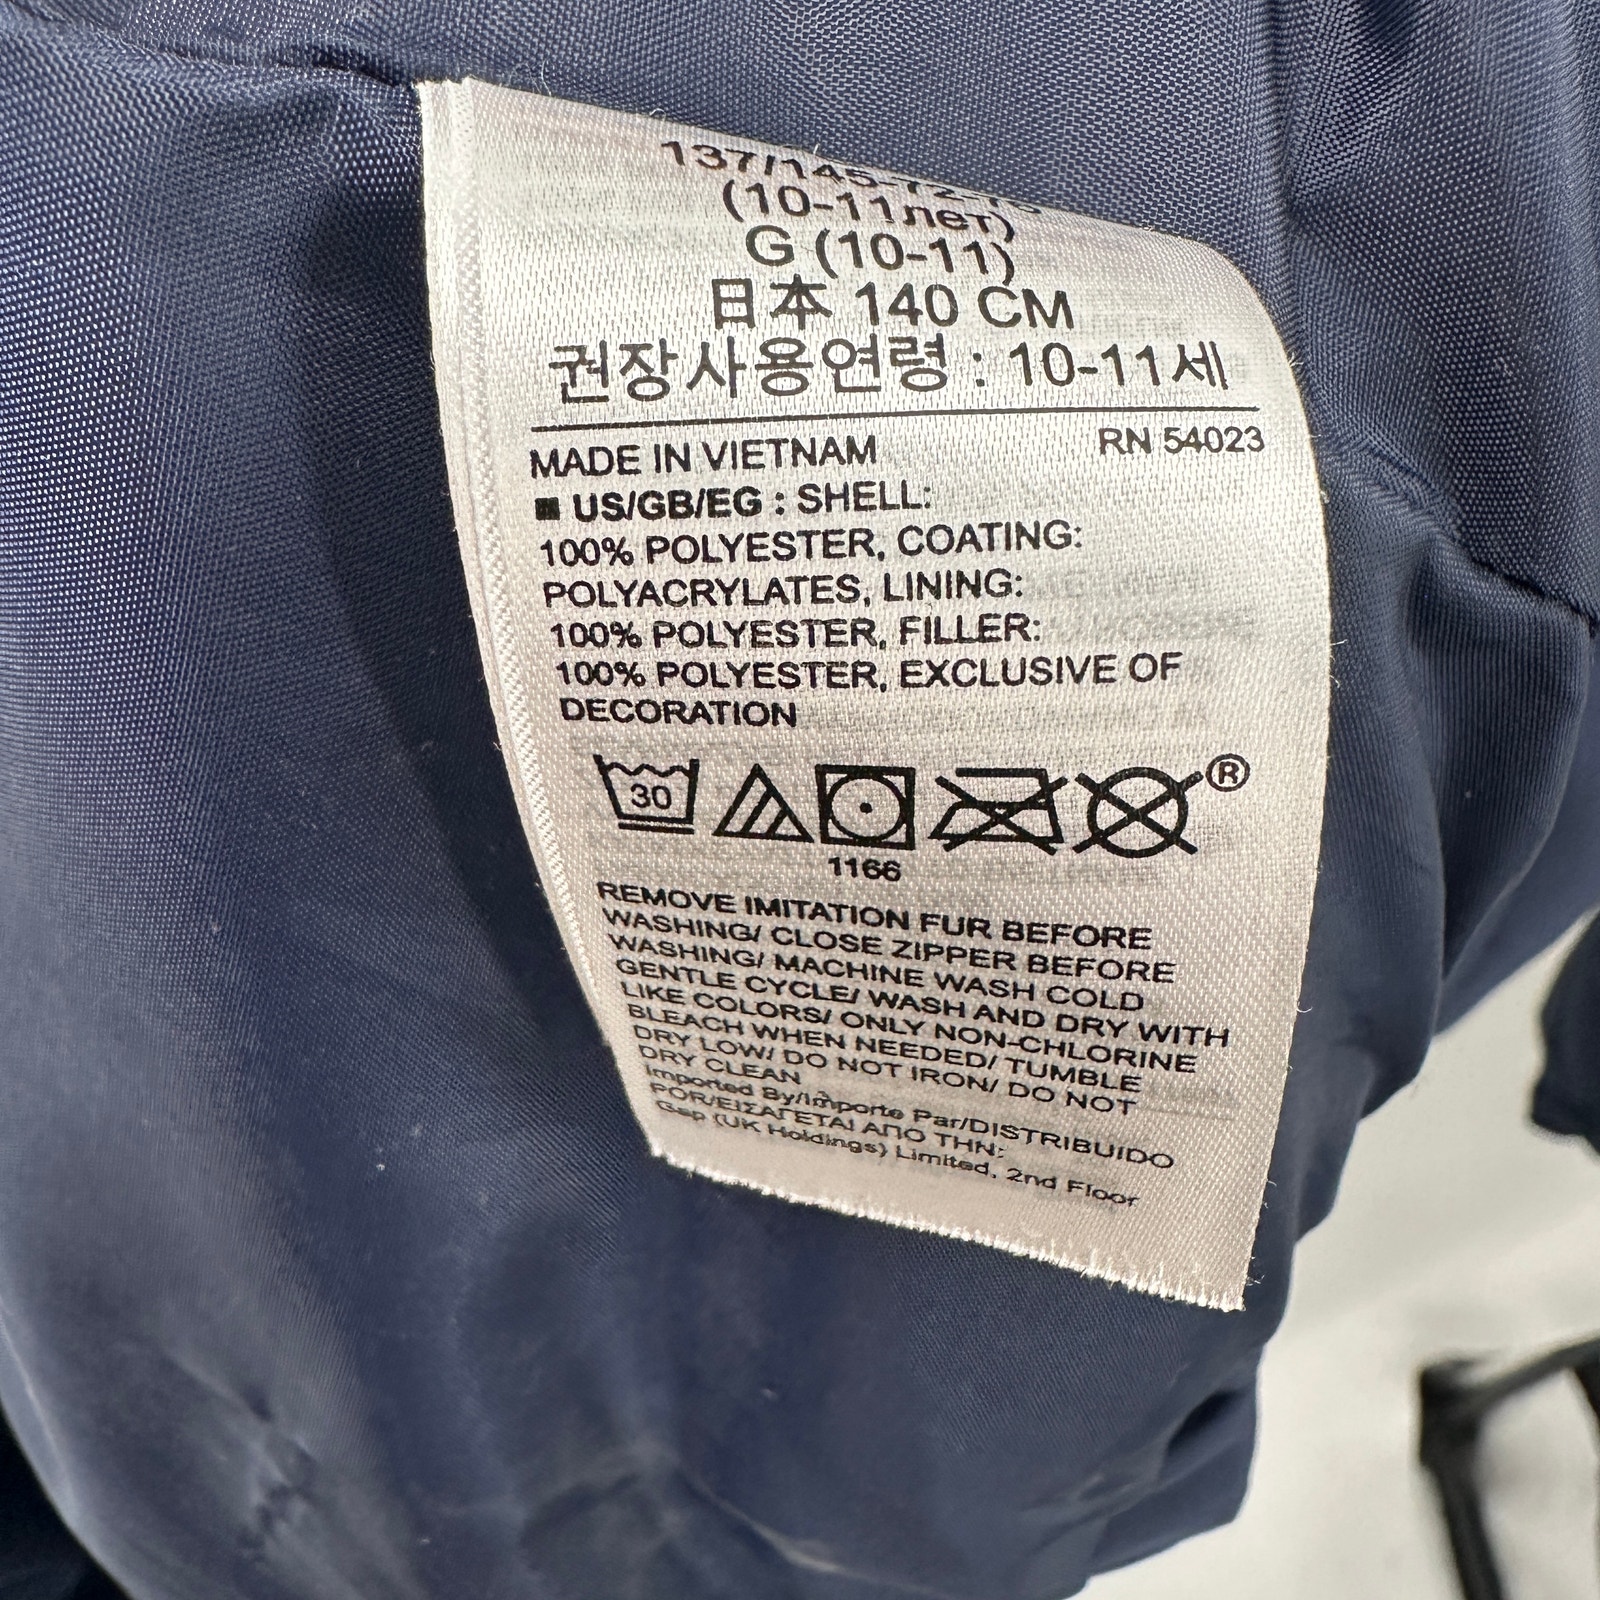 137/145-72-76
(10-11лет)
G (10-11)
日本 140 CM
권장사용연령 : 10-11세
MADE IN VIETNAM RN 54023
■ US/GB/EG : SHELL:
100% POLYESTER, COATING:
POLYACRYLATES, LINING:
100% POLYESTER, FILLER:
100% POLYESTER, EXCLUSIVE OF
DECORATION
30
®
1166
REMOVE IMITATION FUR BEFORE
WASHING/ CLOSE ZIPPER BEFORE
WASHING/ MACHINE WASH COLD
GENTLE CYCLE/ WASH AND DRY WITH
LIKE COLORS/ ONLY NON-CHLORINE
BLEACH WHEN NEEDED/ TUMBLE
DRY LOW/ DO NOT IRON/ DO NOT
DRY CLEAN
Imported By/Importe Par/DISTRIBUIDO
POR/ΕΙΣΑΓΕΤΑΙ ΑΠΟ ΤΗΝ:
Gap (UK Holdings) Limited, 2nd Floor